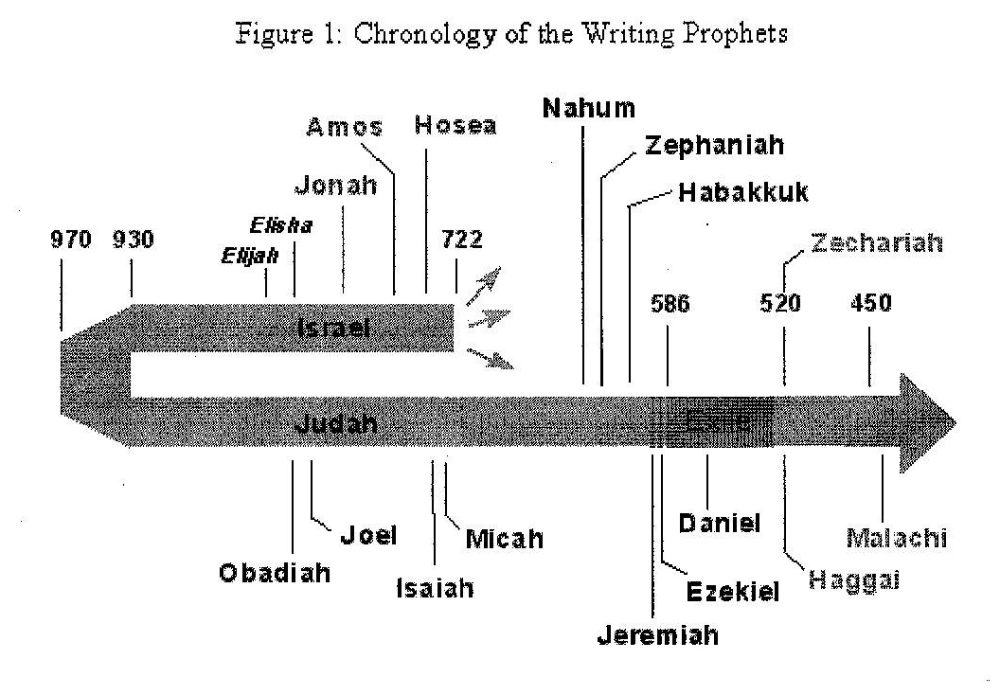 Figure 1: Chronology of the Writing Prophets
Nahum
Amos Hosea
Zephaniah
Jonah
Habakkuk
Elisha
970 930 722
Zechariah
Elijah
586 520 450
Israel
Judah
Exile
Daniel
Joel Micah Malachi
Obadiah
Haggai
Isaiah
Ezekiel
Jeremiah